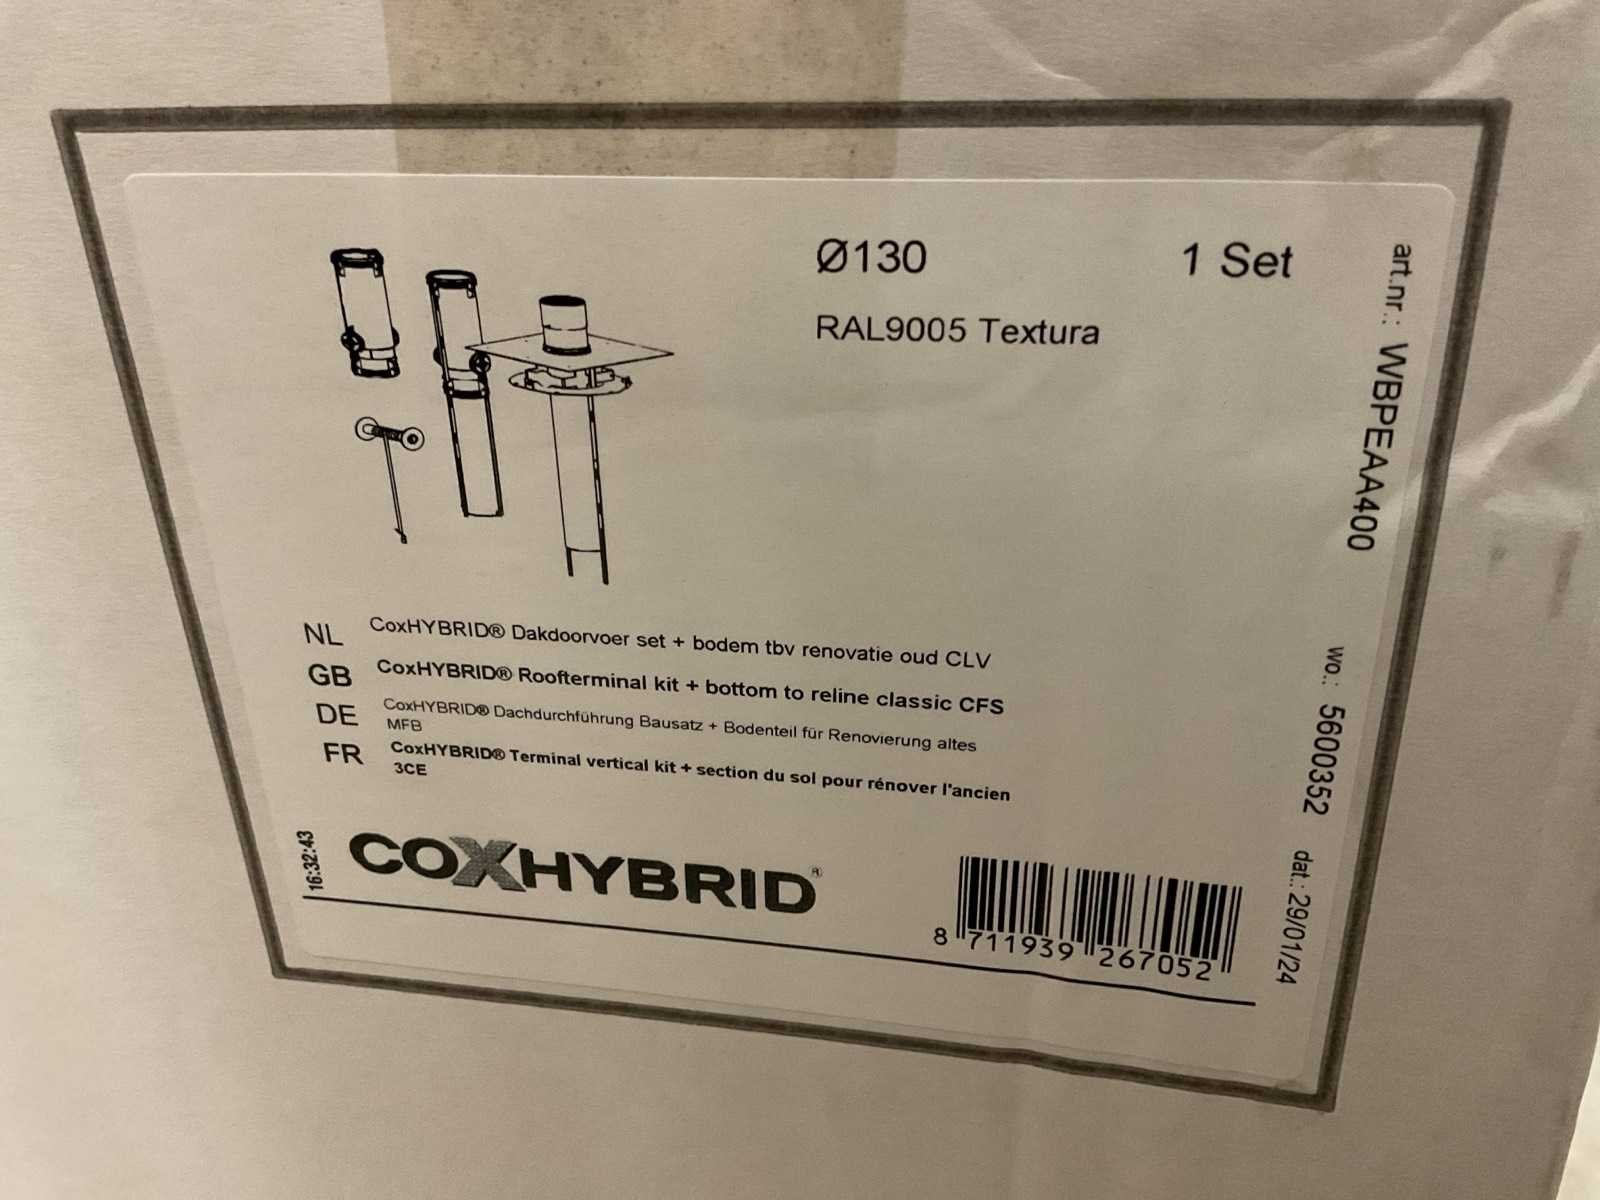 Ø130
1 Set
RAL9005 Textura
NL CoxHYBRID® Dakdoorvoer set + bodem tbv renovatie oud CLV
GB CoxHYBRID® Roofterminal kit + bottom to reline classic CFS
DE CoxHYBRID® Dachdurchführung Bausatz + Bodenteil für Renovierung altes
MFB
FR CoxHYBRID® Terminal vertical kit + section du sol pour rénover l'ancien
3CE
16:32:43
COXHYBRID®
8 711939 267052
art.nr.: WBPEAA400
wo.: 5600352
dat.: 29/01/24